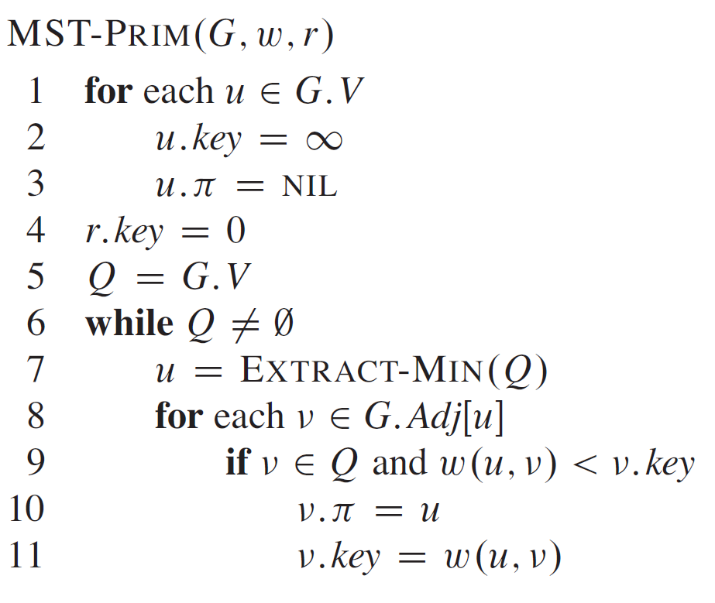 MST-PRIM(G, w, r)
1 for each u ∈ G.V
2 u.key = ∞
3 u.π = NIL
4 r.key = 0
5 Q = G.V
6 while Q ≠ ∅
7 u = EXTRACT-MIN(Q)
8 for each v ∈ G.Adj[u]
9 if v ∈ Q and w(u, v) < v.key
10 v.π = u
11 v.key = w(u, v)